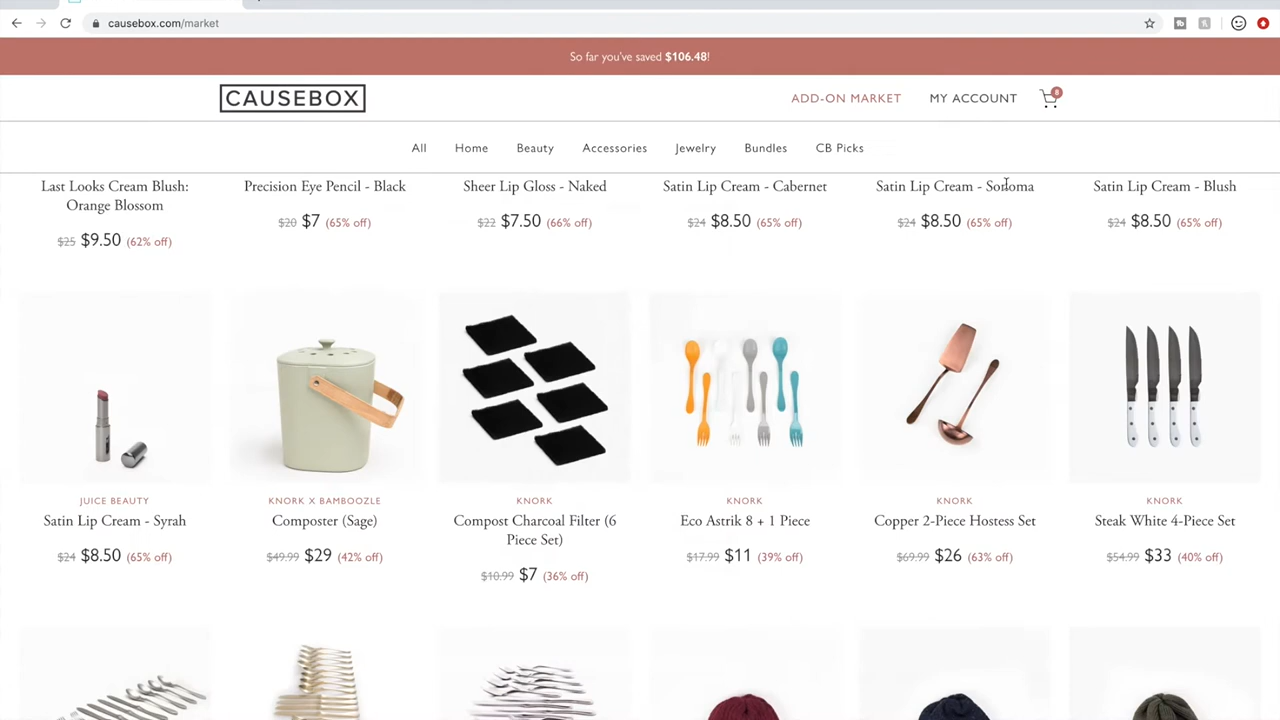 causebox.com/market
So far you've saved $106.48!
CAUSEBOX
ADD-ON MARKET
MY ACCOUNT
8
All
Home
Beauty
Accessories
Jewelry
Bundles
CB Picks
Last Looks Cream Blush:
Orange Blossom
$25 $9.50 (62% off)
Precision Eye Pencil - Black
$20 $7 (65% off)
Sheer Lip Gloss - Naked
$22 $7.50 (66% off)
Satin Lip Cream - Cabernet
$24 $8.50 (65% off)
Satin Lip Cream - Sonoma
$24 $8.50 (65% off)
Satin Lip Cream - Blush
$24 $8.50 (65% off)
JUICE BEAUTY
Satin Lip Cream - Syrah
$24 $8.50 (65% off)
KNORK X BAMBOOZLE
Composter (Sage)
$49.99 $29 (42% off)
KNORK
Compost Charcoal Filter (6
Piece Set)
$10.99 $7 (36% off)
KNORK
Eco Astrik 8 + 1 Piece
$17.99 $11 (39% off)
KNORK
Copper 2-Piece Hostess Set
$69.99 $26 (63% off)
KNORK
Steak White 4-Piece Set
$54.99 $33 (40% off)